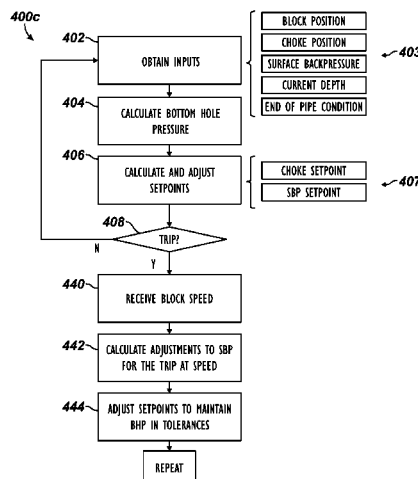 400c
402
OBTAIN INPUTS
BLOCK POSITION
CHOKE POSITION
SURFACE BACKPRESSURE
CURRENT DEPTH
END OF PIPE CONDITION
403
404
CALCULATE BOTTOM HOLE
PRESSURE
406
CALCULATE AND ADJUST
SETPOINTS
CHOKE SETPOINT
SBP SETPOINT
407
408
TRIP?
N
Y
440
RECEIVE BLOCK SPEED
442
CALCULATE ADJUSTMENTS TO SBP
FOR THE TRIP AT SPEED
444
ADJUST SETPOINTS TO MAINTAIN
BHP IN TOLERANCES
REPEAT